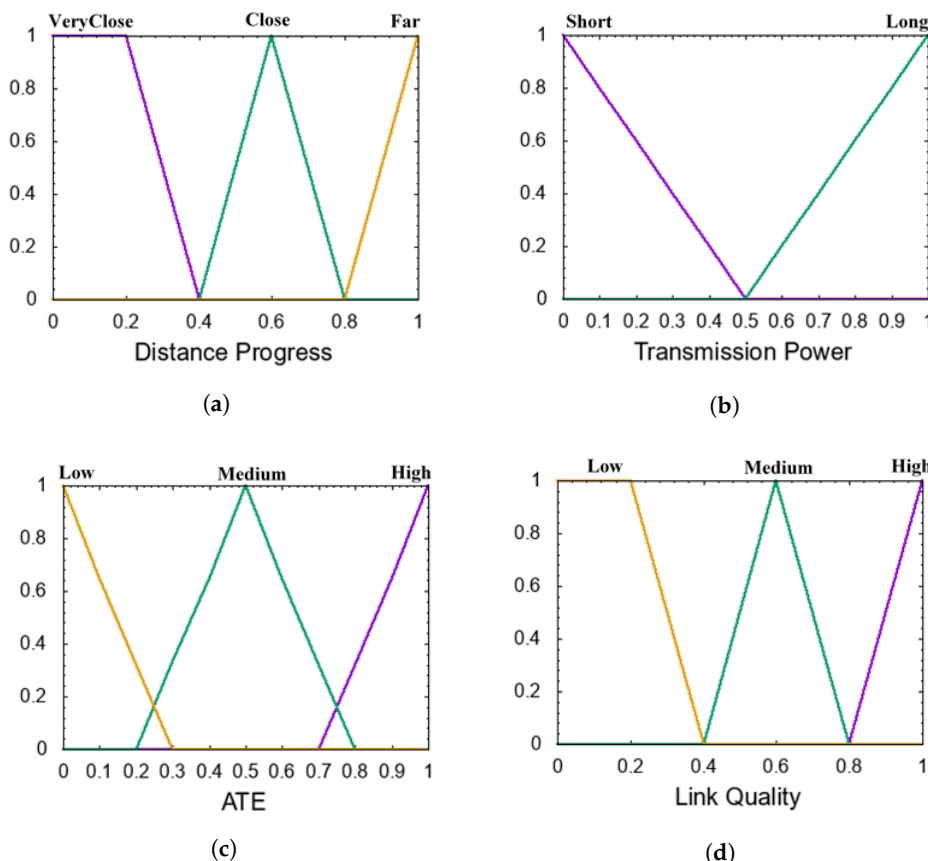 VeryClose Close Far
1
0.8
0.6
0.4
0.2
0
0 0.2 0.4 0.6 0.8 1
Distance Progress
(a)
Short Long
1
0.8
0.6
0.4
0.2
0
0 0.1 0.2 0.3 0.4 0.5 0.6 0.7 0.8 0.9 1
Transmission Power
(b)
Low Medium High
1
0.8
0.6
0.4
0.2
0
0 0.1 0.2 0.3 0.4 0.5 0.6 0.7 0.8 0.9 1
ATE
(c)
Low Medium High
1
0.8
0.6
0.4
0.2
0
0 0.2 0.4 0.6 0.8 1
Link Quality
(d)